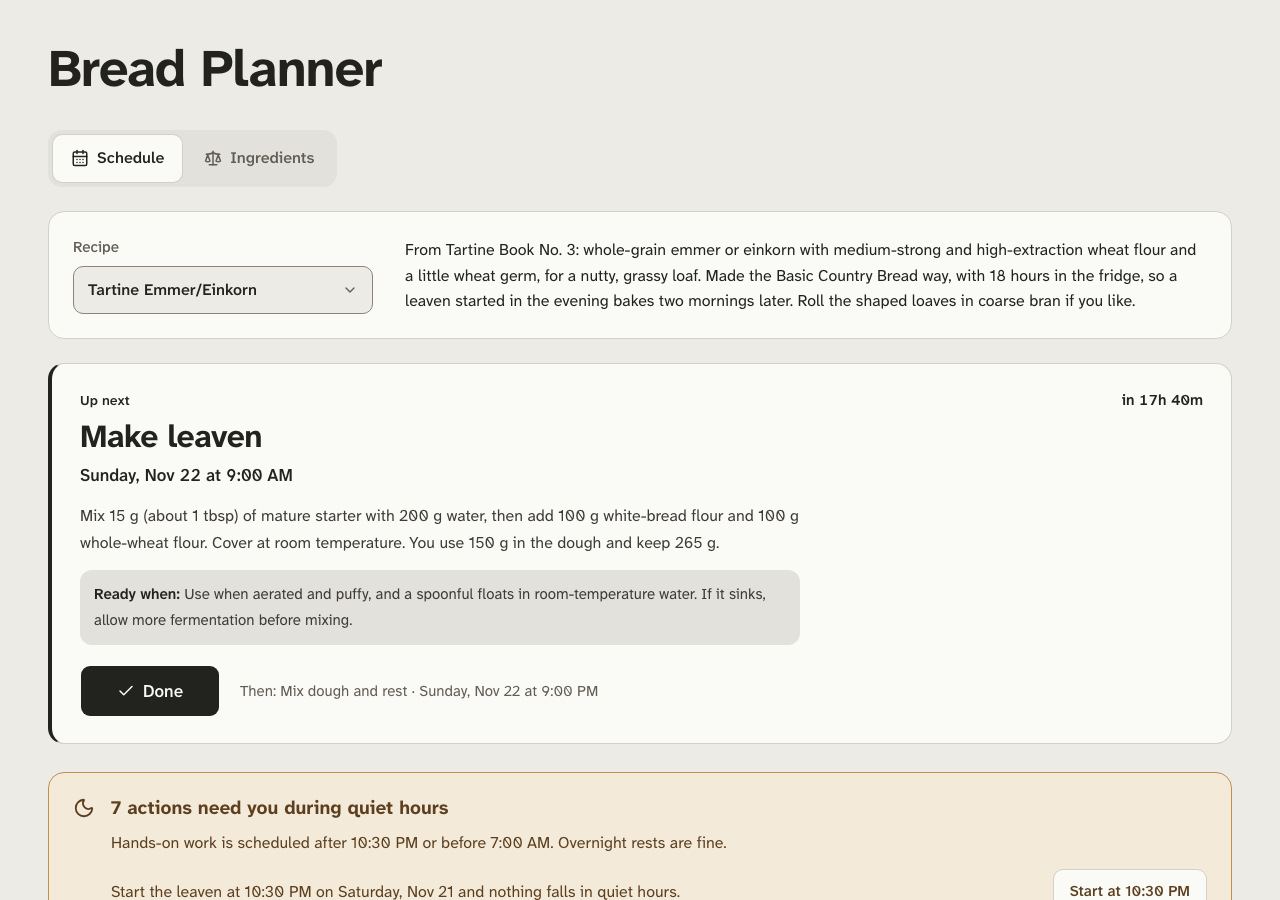 Bread Planner
Schedule
Ingredients
Recipe
Tartine Emmer/Einkorn
From Tartine Book No. 3: whole-grain emmer or einkorn with medium-strong and high-extraction wheat flour and
a little wheat germ, for a nutty, grassy loaf. Made the Basic Country Bread way, with 18 hours in the fridge, so a
leaven started in the evening bakes two mornings later. Roll the shaped loaves in coarse bran if you like.
Up next
in 17h 40m
Make leaven
Sunday, Nov 22 at 9:00 AM
Mix 15 g (about 1 tbsp) of mature starter with 200 g water, then add 100 g white-bread flour and 100 g
whole-wheat flour. Cover at room temperature. You use 150 g in the dough and keep 265 g.
Ready when: Use when aerated and puffy, and a spoonful floats in room-temperature water. If it sinks,
allow more fermentation before mixing.
Done
Then: Mix dough and rest · Sunday, Nov 22 at 9:00 PM
7 actions need you during quiet hours
Hands-on work is scheduled after 10:30 PM or before 7:00 AM. Overnight rests are fine.
Start the leaven at 10:30 PM on Saturday, Nov 21 and nothing falls in quiet hours.
Start at 10:30 PM